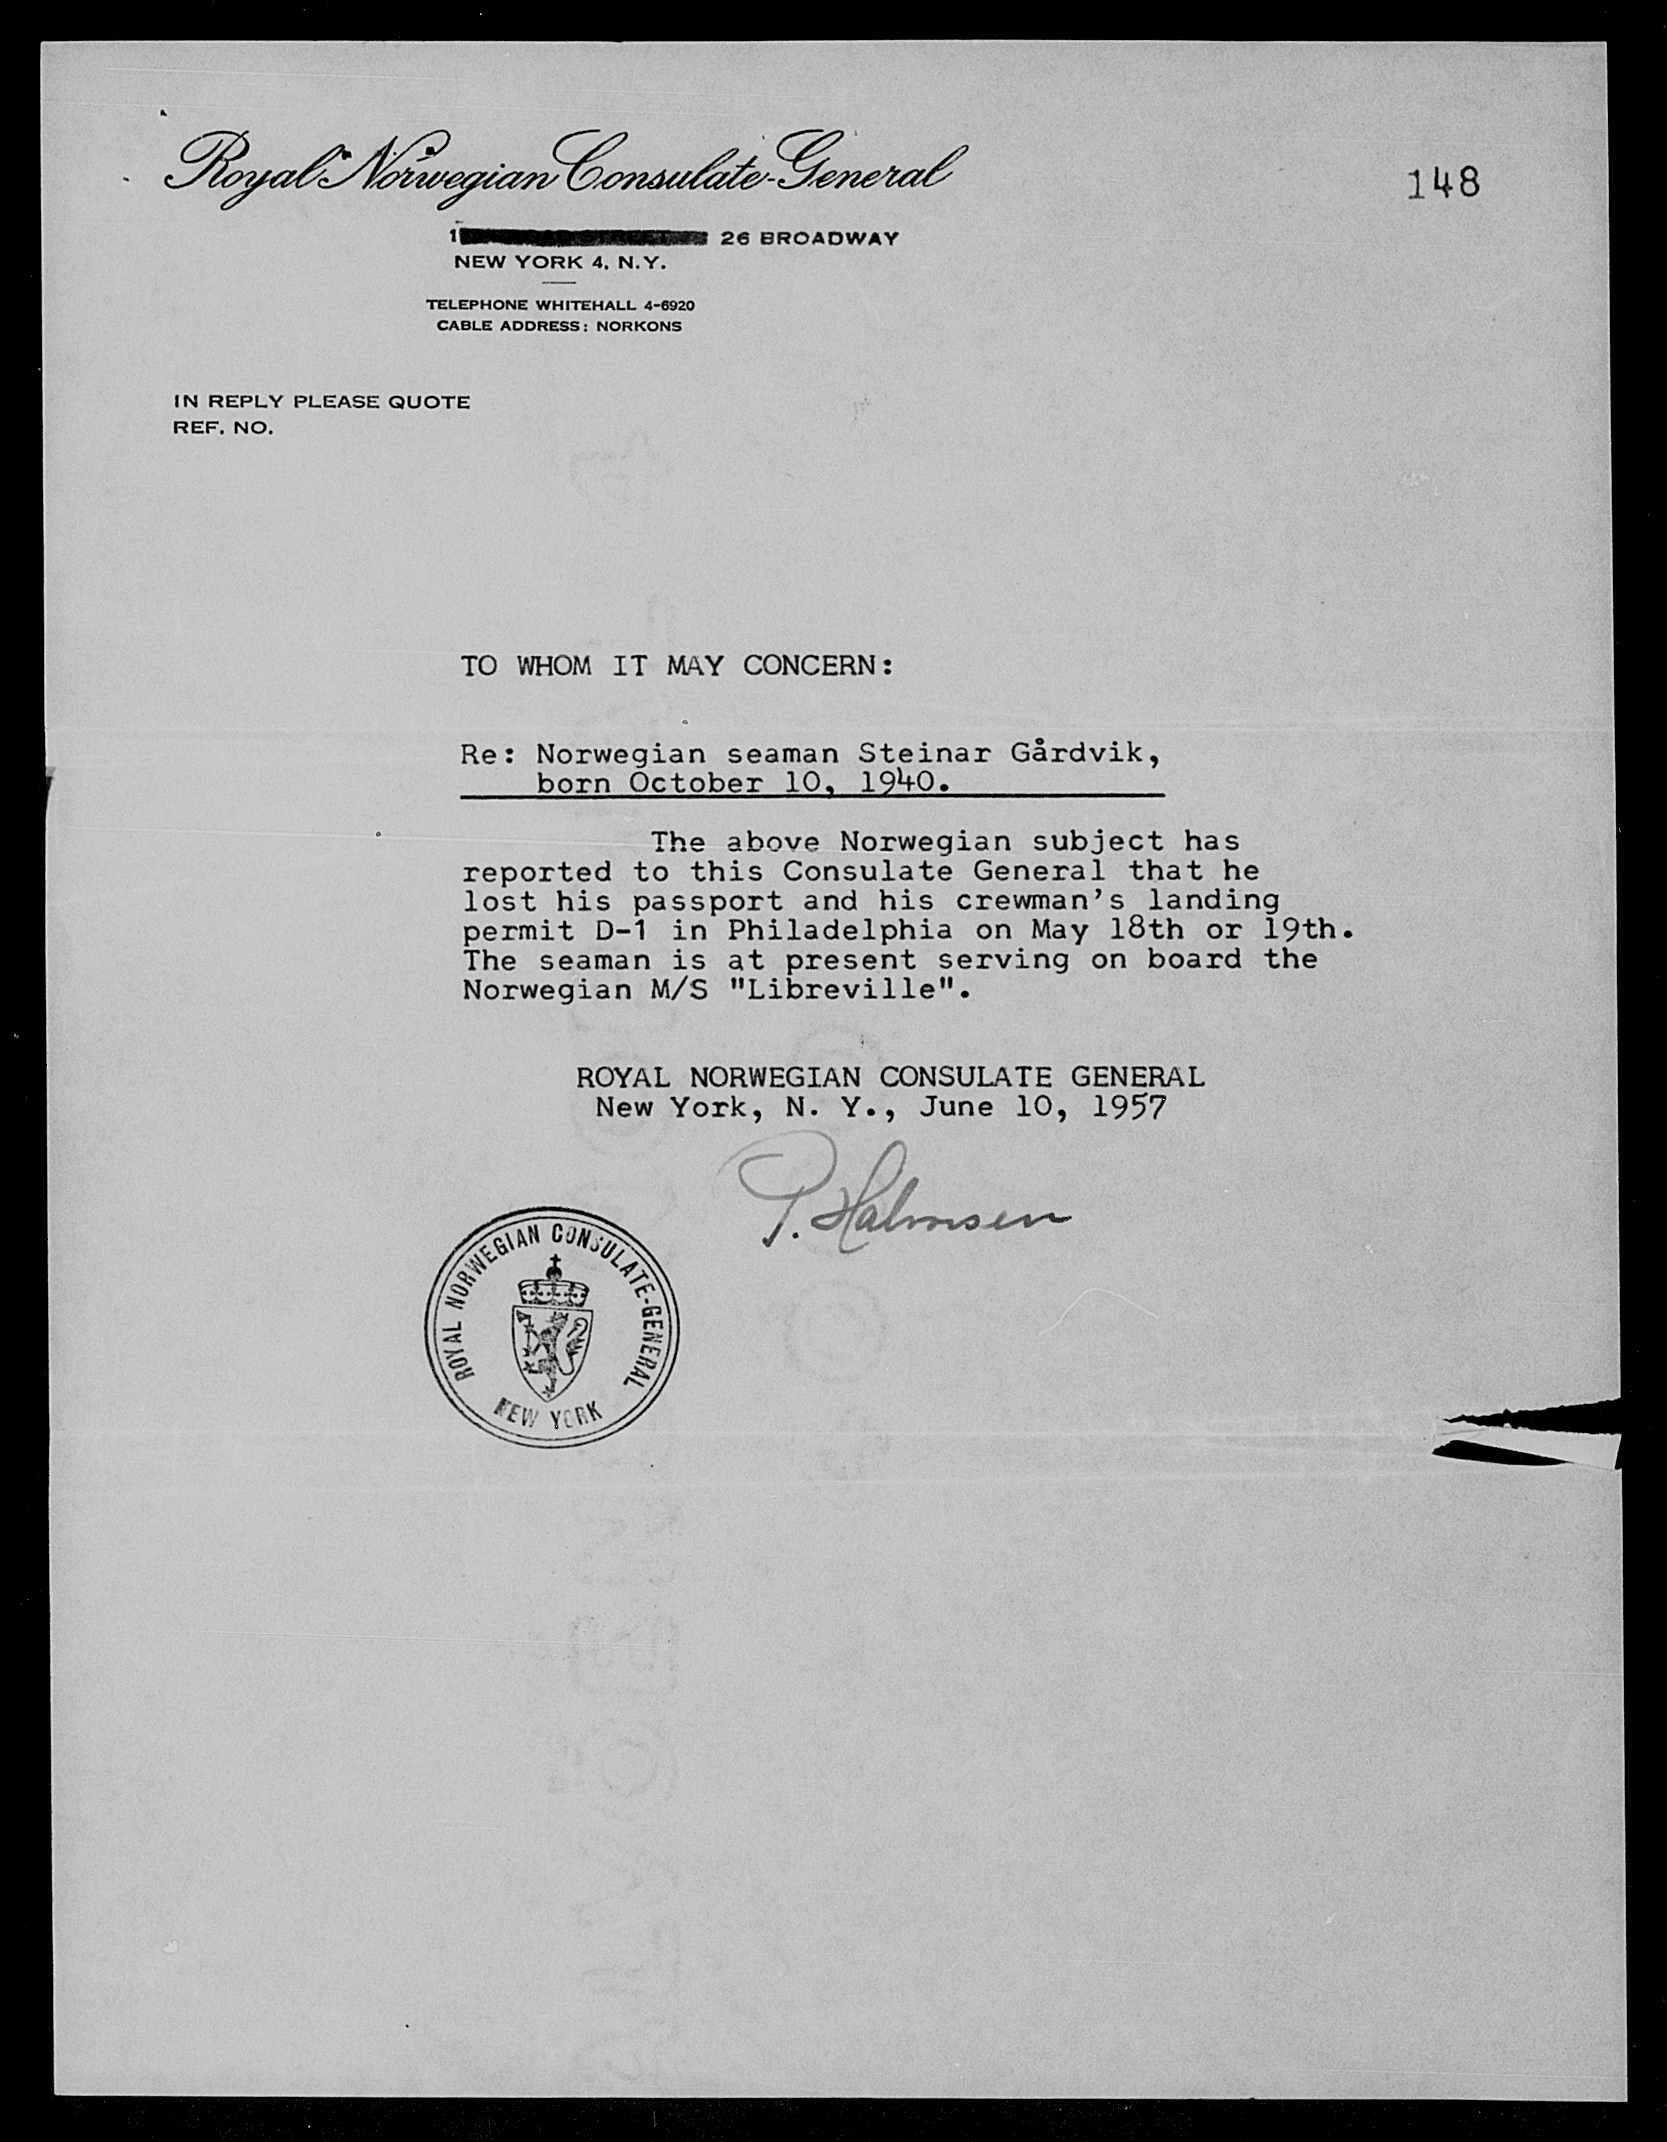 Royal Norwegian Consulate-General
148
26 BROADWAY
NEW YORK 4, N.Y.
TELEPHONE WHITEHALL 4-6920
CABLE ADDRESS: NORKONS
IN REPLY PLEASE QUOTE
REF. NO.
TO WHOM IT MAY CONCERN:
Re: Norwegian seaman Steinar Gårdvik,
born October 10, 1940.
The above Norwegian subject has
reported to this Consulate General that he
lost his passport and his crewman's landing
permit D-1 in Philadelphia on May 18th or 19th.
The seaman is at present serving on board the
Norwegian M/S "Libreville".
ROYAL NORWEGIAN CONSULATE GENERAL
New York, N. Y., June 10, 1957
P. Halmsen
ROYAL NORWEGIAN CONSULATE-GENERAL
NEW YORK